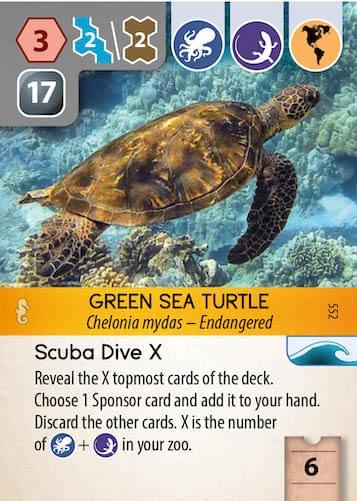 3 2 \ 2
17
GREEN SEA TURTLE
Chelonia mydas – Endangered
552
Scuba Dive X
Reveal the X topmost cards of the deck.
Choose 1 Sponsor card and add it to your hand.
Discard the other cards. X is the number
of + in your zoo.
6